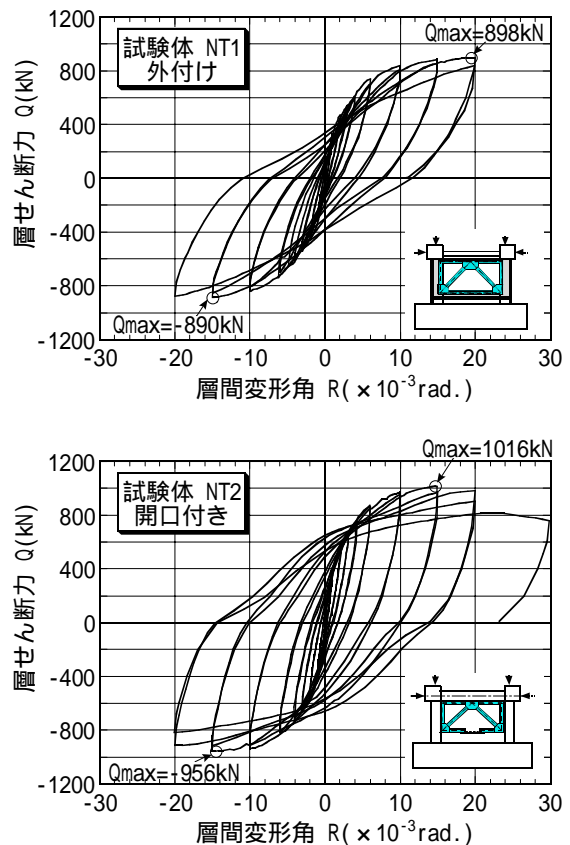 試験体 NT1
外付け
Qmax=898kN
Qmax=-890kN
層せん断力 Q(kN)
1200
800
400
0
-400
-800
-1200
-30 -20 -10 0 10 20 30
層間変形角 R(×10-3rad.)
試験体 NT2
開口付き
Qmax=1016kN
Qmax=-956kN
層せん断力 Q(kN)
1200
800
400
0
-400
-800
-1200
-30 -20 -10 0 10 20 30
層間変形角 R(×10-3rad.)